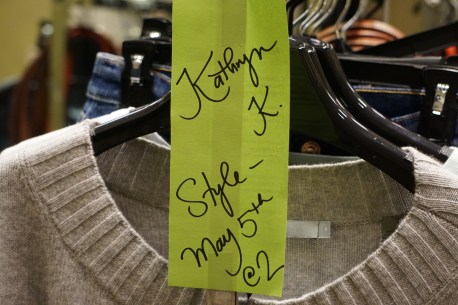 Kathryn
K.
Style-
May 5th
@2